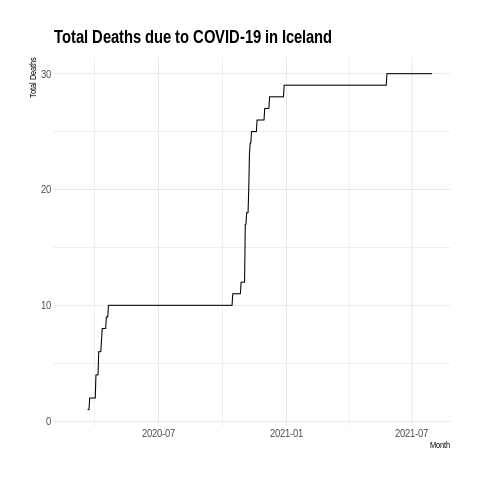 Total Deaths due to COVID-19 in Iceland
Total Deaths
30
20
10
0
2020-07
2021-01
2021-07
Month